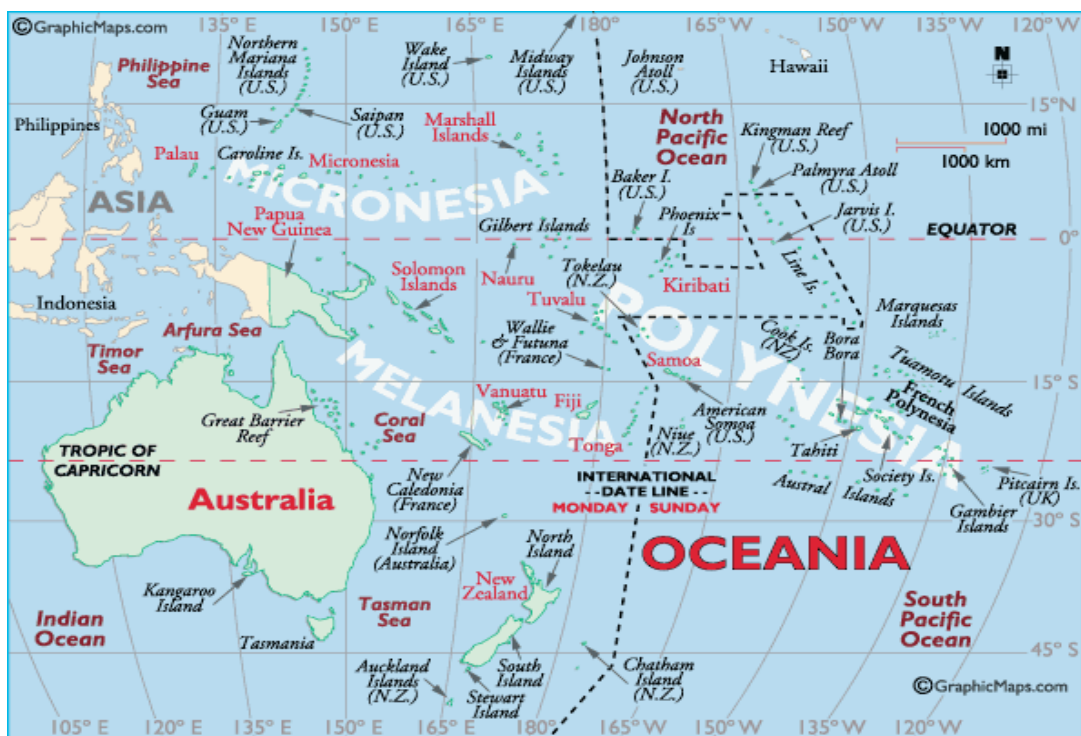 ©GraphicMaps.com
135° E
150° E
165° E
180°
165° W
150° W
135° W
120° W
Northern
Mariana
Islands
(U.S.)
Philippine
Sea
Wake
Island
(U.S.)
Midway
Islands
(U.S.)
Johnson
Atoll
(U.S.)
Hawaii
N
Guam
(U.S.)
Saipan
(U.S.)
Philippines
15°N
Marshall
Islands
North
Pacific
Ocean
Kingman Reef
(U.S.)
1000 mi
1000 km
Palau
Caroline Is.
Micronesia
MICRONESIA
Baker I.
(U.S.)
Palmyra Atoll
(U.S.)
ASIA
Papua
New Guinea
Gilbert Islands
Phoenix
Is
Jarvis I.
(U.S.)
EQUATOR
0°
Indonesia
Solomon
Islands
Nauru
Tokelau
(N.Z.)
Kiribati
Line Is.
Tuvalu
POLYNESIA
Arfura Sea
Timor
Sea
Wallie
& Futuna
(France)
Cook Is.
(NZ)
Bora
Bora
Marquesas
Islands
MELANESIA
Samoa
Tuamotu Islands
15°S
Vanuatu
Fiji
French
Polynesia
Great Barrier
Reef
Coral
Sea
American
Somoa
(U.S.)
TROPIC OF
CAPRICORN
Tonga
Niue
(N.Z.)
Tahiti
Society Is.
Australia
New
Caledonia
(France)
INTERNATIONAL
--DATE LINE--
MONDAY
SUNDAY
Austral Islands
Pitcairn Is.
(UK)
Gambier
Islands
30°S
Norfolk
Island
(Australia)
North
Island
OCEANIA
Kangaroo
Island
New
Zealand
Indian
Ocean
Tasman
Sea
South
Pacific
Ocean
Tasmania
45°S
Auckland
Islands
(N.Z.)
South
Island
Stewart
Island
Chatham
Island
(N.Z.)
©GraphicMaps.com
105° E
120° E
135° E
150° E
165° E
180°
165° W
150° W
135° W
120° W